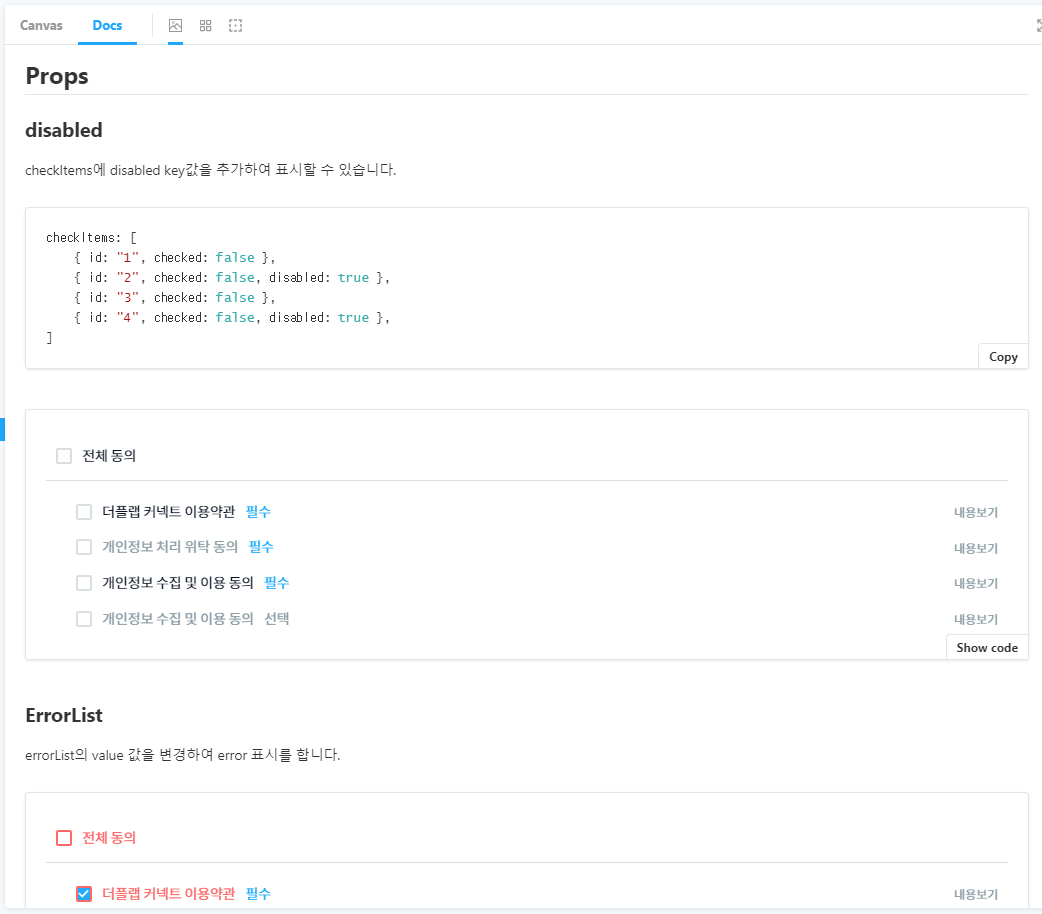 Canvas Docs
Props
disabled
checkItems에 disabled key값을 추가하여 표시할 수 있습니다.
checkItems: [
    { id: "1", checked: false },
    { id: "2", checked: false, disabled: true },
    { id: "3", checked: false },
    { id: "4", checked: false, disabled: true },
]
Copy
전체 동의
더플랩 커넥트 이용약관 필수 내용보기
개인정보 처리 위탁 동의 필수 내용보기
개인정보 수집 및 이용 동의 필수 내용보기
개인정보 수집 및 이용 동의 선택 내용보기
Show code
ErrorList
errorList의 value 값을 변경하여 error 표시를 합니다.
전체 동의
더플랩 커넥트 이용약관 필수 내용보기